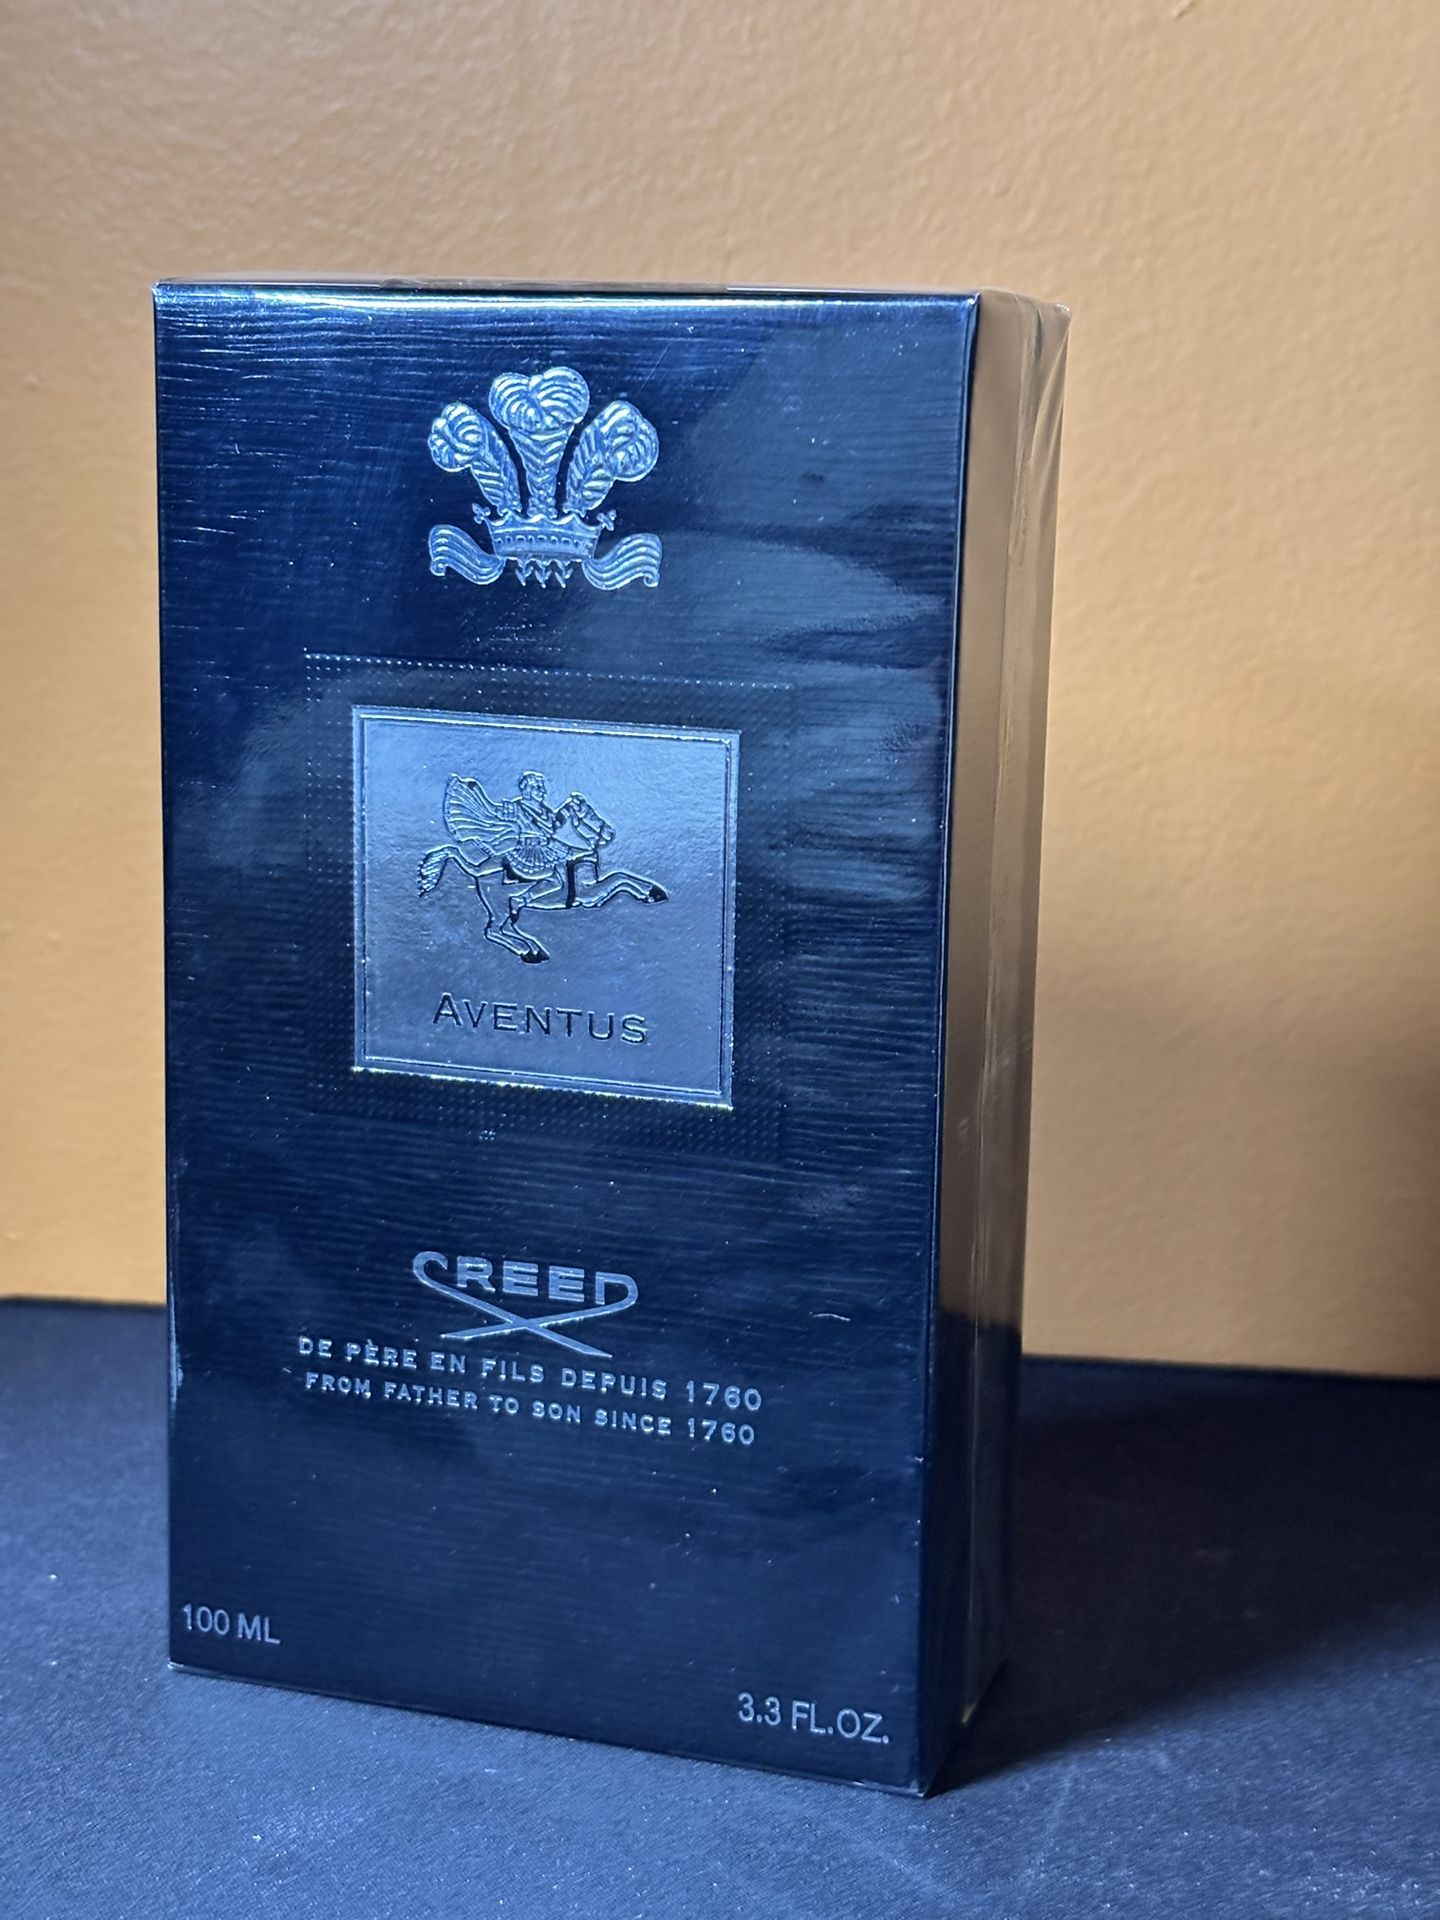 AVENTUS
CREED
DE PÈRE EN FILS DEPUIS 1760
FROM FATHER TO SON SINCE 1760
100 ML
3.3 FL.OZ.